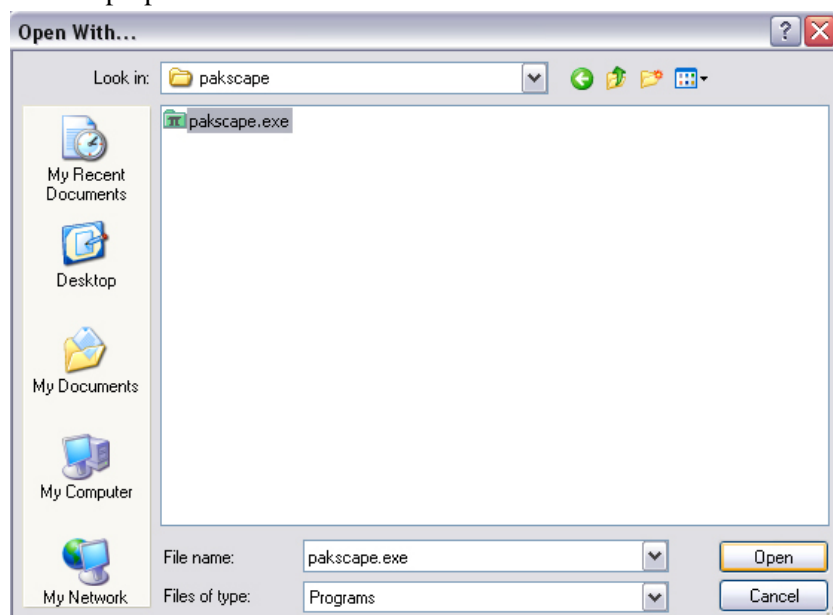 Open With...
Look in:
pakscape
pakscape.exe
My Recent
Documents
Desktop
My Documents
My Computer
My Network
File name:
pakscape.exe
Open
Files of type:
Programs
Cancel